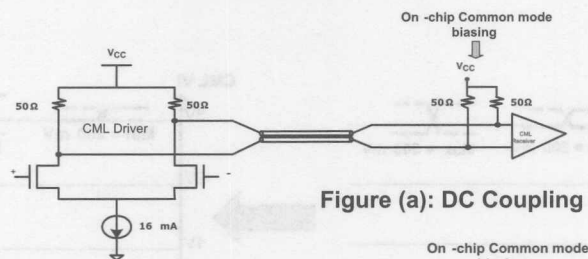 On -chip Common mode
biasing
VCC
VCC
50Ω
50Ω
50Ω
50Ω
CML Driver
CML
Receiver
+
-
Figure (a): DC Coupling
16 mA
On -chip Common mode